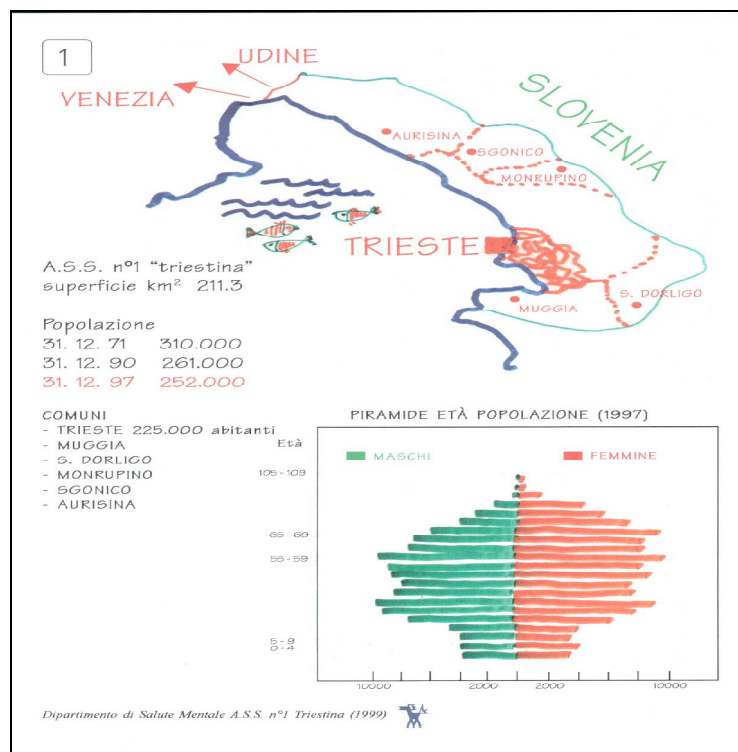 1
UDINE
VENEZIA
SLOVENIA
AURISINA
SGONICO
MONRUPINO
TRIESTE
S. DORLIGO
MUGGIA
A.S.S. n°1 "triestina"
superficie km² 211.3
Popolazione
31. 12. 71 310.000
31. 12. 90 261.000
31. 12. 97 252.000
COMUNI
- TRIESTE 225.000 abitanti
- MUGGIA
- S. DORLIGO
- MONRUPINO
- SGONICO
- AURISINA
PIRAMIDE ETÀ POPOLAZIONE (1997)
Età
MASCHI FEMMINE
105-109
65-69
55-59
5-9
0-4
10000 2000 2000 10000
Dipartimento di Salute Mentale A.S.S. n°1 Triestina (1999)